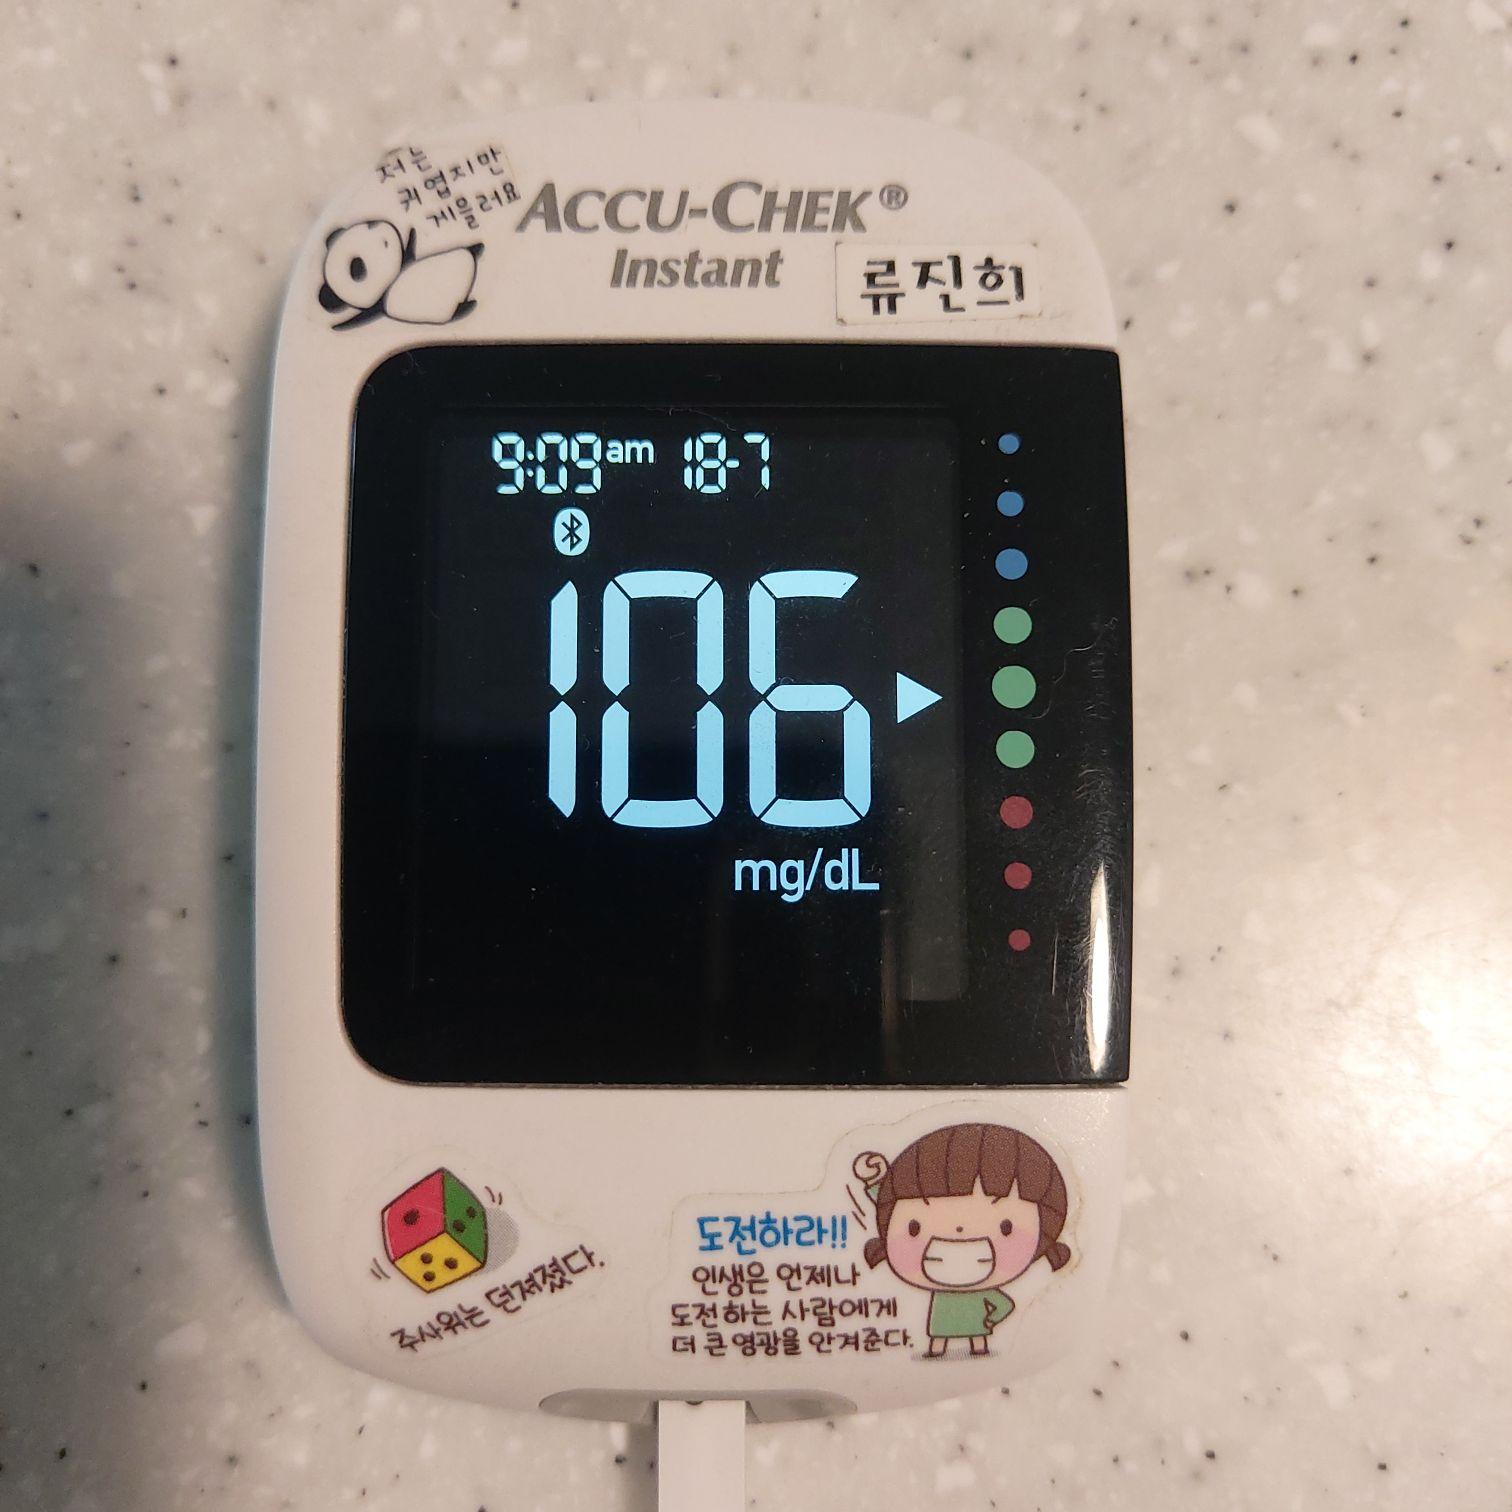 저는
귀엽지만
게을러요
ACCU-CHEK®
Instant
류진희
9:09am 18-7
106
mg/dL
주사위는 던져졌다.
도전하라!!
인생은 언제나
도전하는 사람에게
더 큰 영광을 안겨준다.